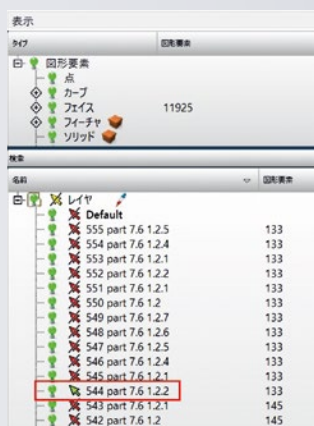 表示
タイプ 図形要素
図形要素
点
カーブ
フェイス 11925
フィーチャ
ソリッド
検索
名前 図形要素
レイヤ
Default
555 part 7.6 1.2.5 133
554 part 7.6 1.2.4 133
553 part 7.6 1.2.1 133
552 part 7.6 1.2.2 133
551 part 7.6 1.2.1 133
550 part 7.6 1.2 133
549 part 7.6 1.2.7 133
548 part 7.6 1.2.6 133
547 part 7.6 1.2.5 133
546 part 7.6 1.2.4 133
545 part 7.6 1.2.1 133
544 part 7.6 1.2.2 133
543 part 7.6 1.2.1 145
542 part 7.6 1.2 145